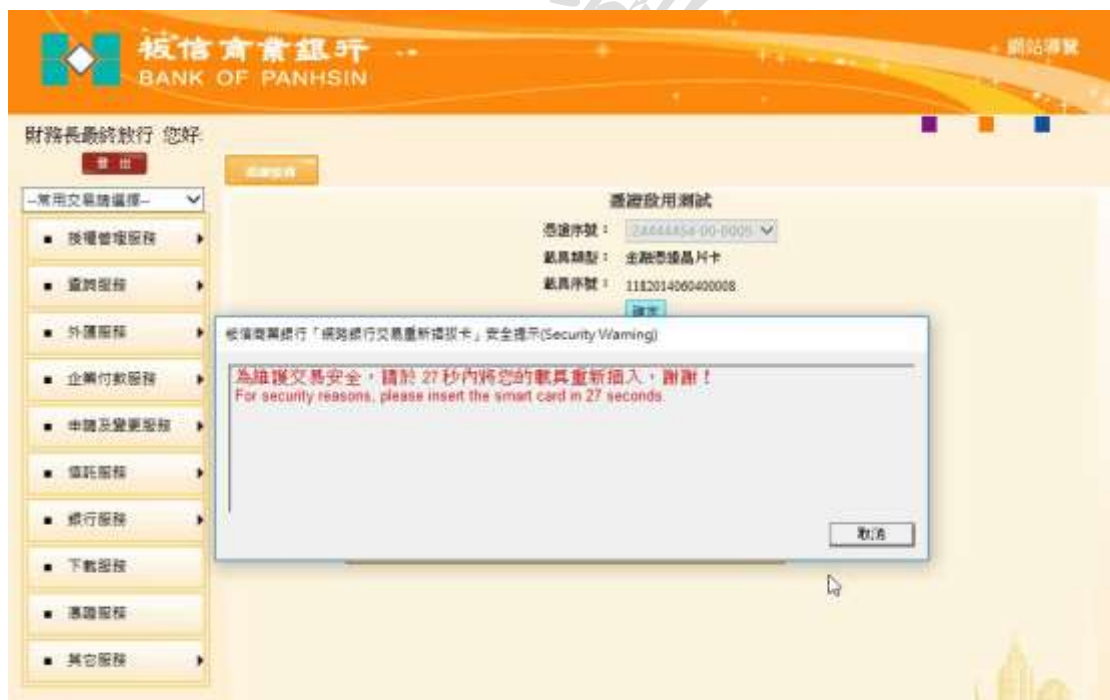 板信商業銀行
BANK OF PANHSIN
網站導覽
財務長最終放行 您好
登出
--常用交易請選擇--
授權管理服務
查詢服務
外匯服務
企業付款服務
申請及變更服務
信託服務
銀行服務
下載服務
憑證服務
其它服務
憑證啟用測試
憑證序號：
載具類型： 金融憑證晶片卡
載具序號： 1182014060400008
確定
板信商業銀行「網路銀行交易重新插拔卡」安全提示(Security Warning)
為維護交易安全，請於 27 秒內將您的載具重新插入，謝謝！
For security reasons, please insert the smart card in 27 seconds
取消